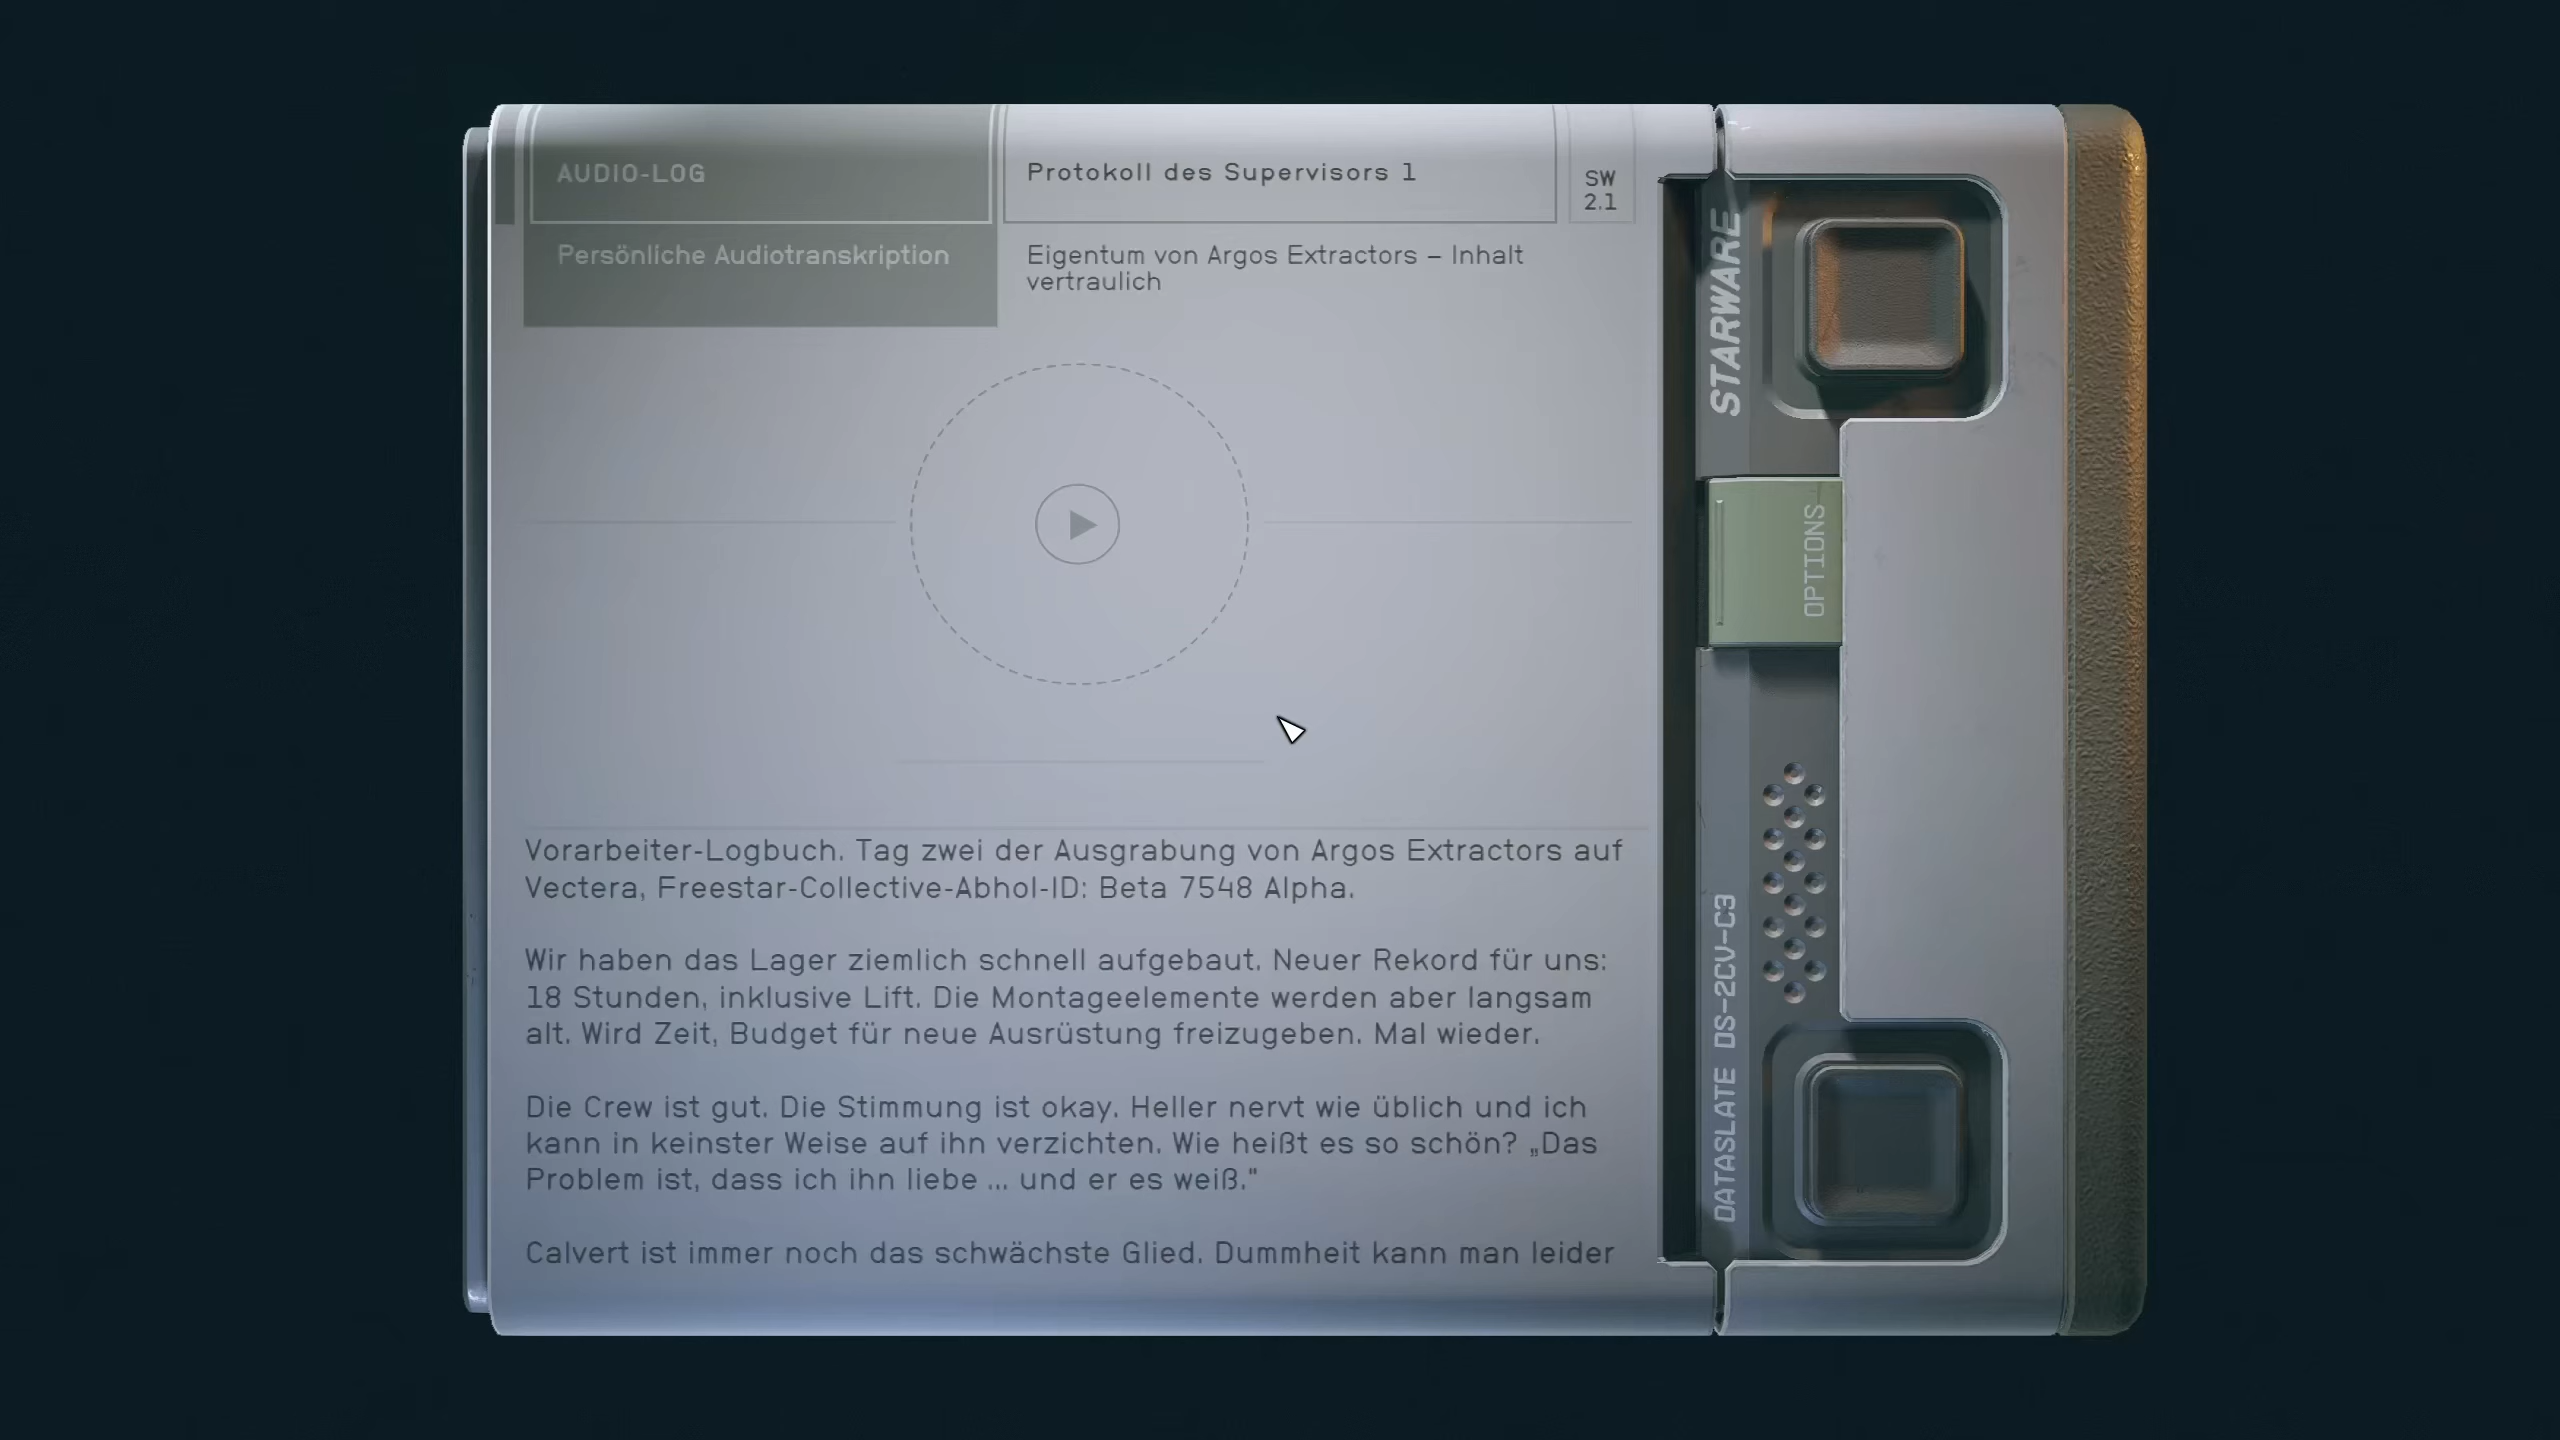 AUDIO-LOG
Protokoll des Supervisors 1
SW
2.1
Persönliche Audiotranskription
Eigentum von Argos Extractors – Inhalt
vertraulich
STARWARE
OPTIONS
DATASLATE DS-2CV-C3
Vorarbeiter-Logbuch. Tag zwei der Ausgrabung von Argos Extractors auf
Vectera, Freestar-Collective-Abhol-ID: Beta 7548 Alpha.
Wir haben das Lager ziemlich schnell aufgebaut. Neuer Rekord für uns:
18 Stunden, inklusive Lift. Die Montageelemente werden aber langsam
alt. Wird Zeit, Budget für neue Ausrüstung freizugeben. Mal wieder.
Die Crew ist gut. Die Stimmung ist okay. Heller nervt wie üblich und ich
kann in keinster Weise auf ihn verzichten. Wie heißt es so schön? „Das
Problem ist, dass ich ihn liebe ... und er es weiß."
Calvert ist immer noch das schwächste Glied. Dummheit kann man leider